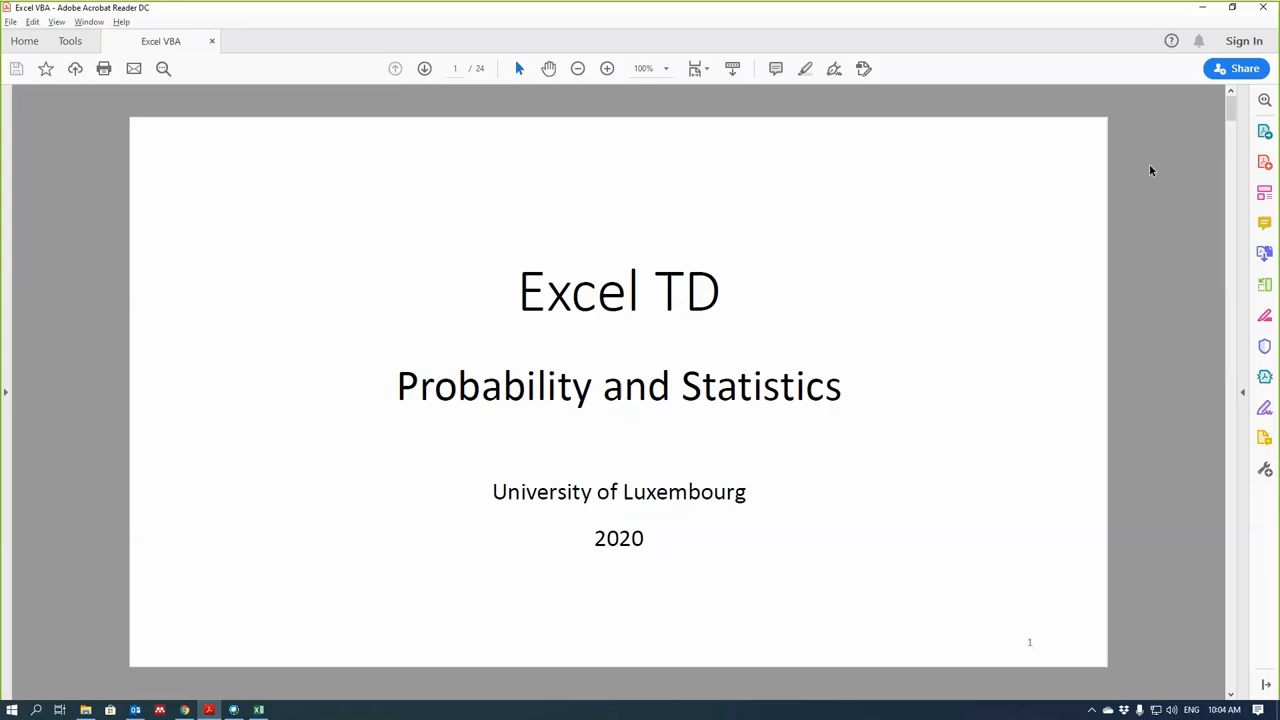 Excel VBA - Adobe Acrobat Reader DC
File Edit View Window Help
Home Tools Excel VBA × Sign In
1 / 24 100% Share
Excel TD
Probability and Statistics
University of Luxembourg
2020
1
ENG 10:04 AM